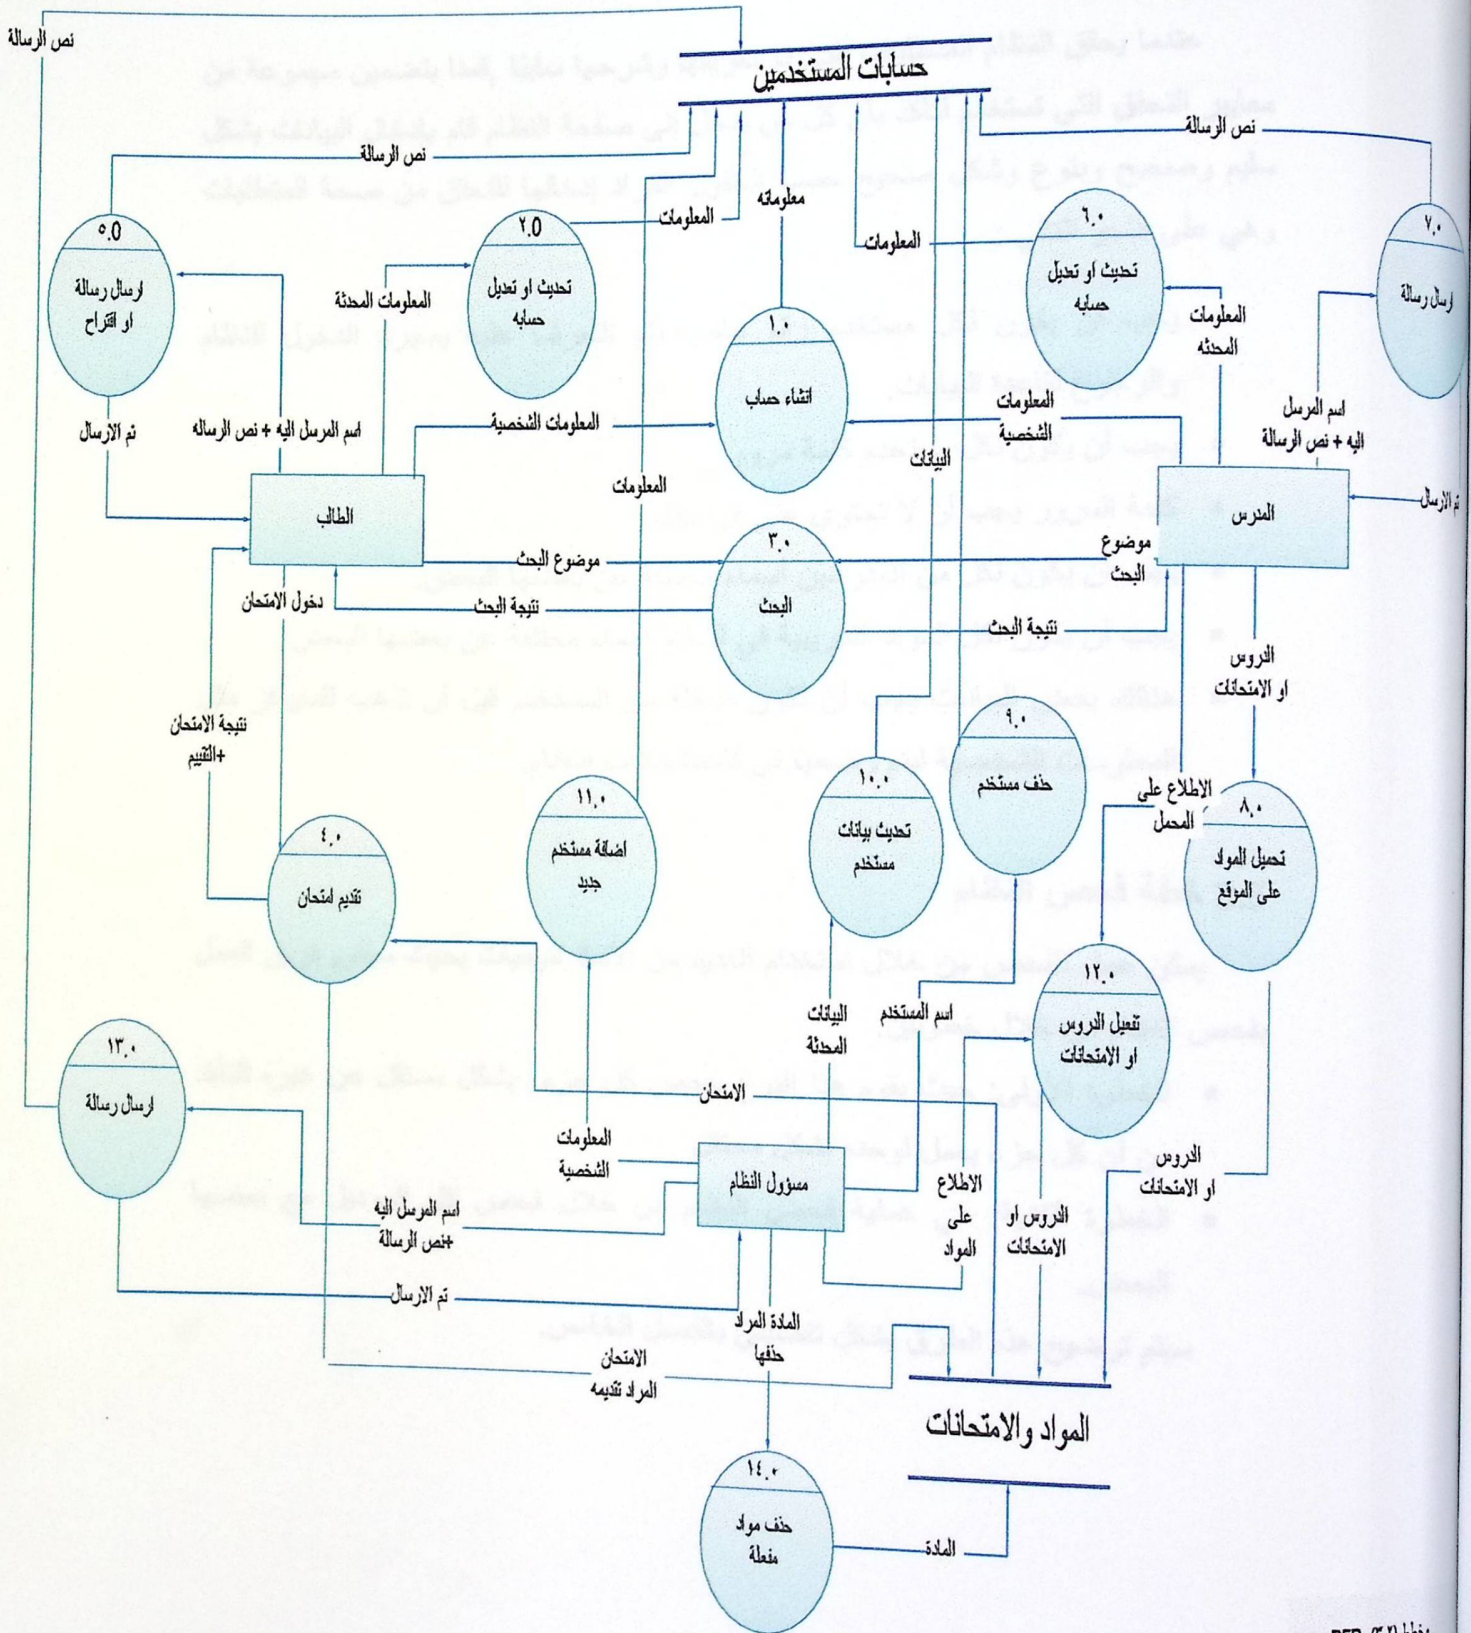 نص الرسالة
حسابات المستخدمين
نص الرسالة
نص الرسالة
المعلومات
معلوماته
المعلومات
٥.٥
ارسال رسالة
او اقتراح
٢.٥
تحديث او تعديل
حسابه
٦.٠
تحديث او تعديل
حسابه
٧.٠
ارسال رسالة
المعلومات المحدثة
المعلومات
المحدثه
١.٠
انشاء حساب
تم الارسال
اسم المرسل اليه + نص الرساله
المعلومات الشخصية
المعلومات
الشخصية
اسم المرسل
اليه + نص الرسالة
المعلومات
البيانات
تم الارسال
الطالب
المدرس
موضوع البحث
٣.٠
البحث
موضوع
البحث
نتيجة البحث
نتيجة البحث
دخول الامتحان
الدروس
او الامتحانات
نتيجة الامتحان
+التقييم
٩.٠
حذف مستخدم
١٠.٠
تحديث بيانات
مستخدم
١١.٠
اضافة مستخدم
جديد
٤.٠
تقديم امتحان
الاطلاع على
المحمل
٨.٠
تحميل المواد
على الموقع
١٢.٠
تفعيل الدروس
او الامتحانات
البيانات
المحدثة
اسم المستخدم
١٣.٠
ارسال رسالة
الامتحان
المعلومات
الشخصية
مسؤول النظام
الاطلاع
على
المواد
الدروس او
الامتحانات
الدروس
او الامتحانات
اسم المرسل اليه
+نص الرسالة
تم الارسال
المادة المراد
حذفها
الامتحان
المراد تقديمه
المواد والامتحانات
١٤.٠
حذف مواد
مفعلة
المادة